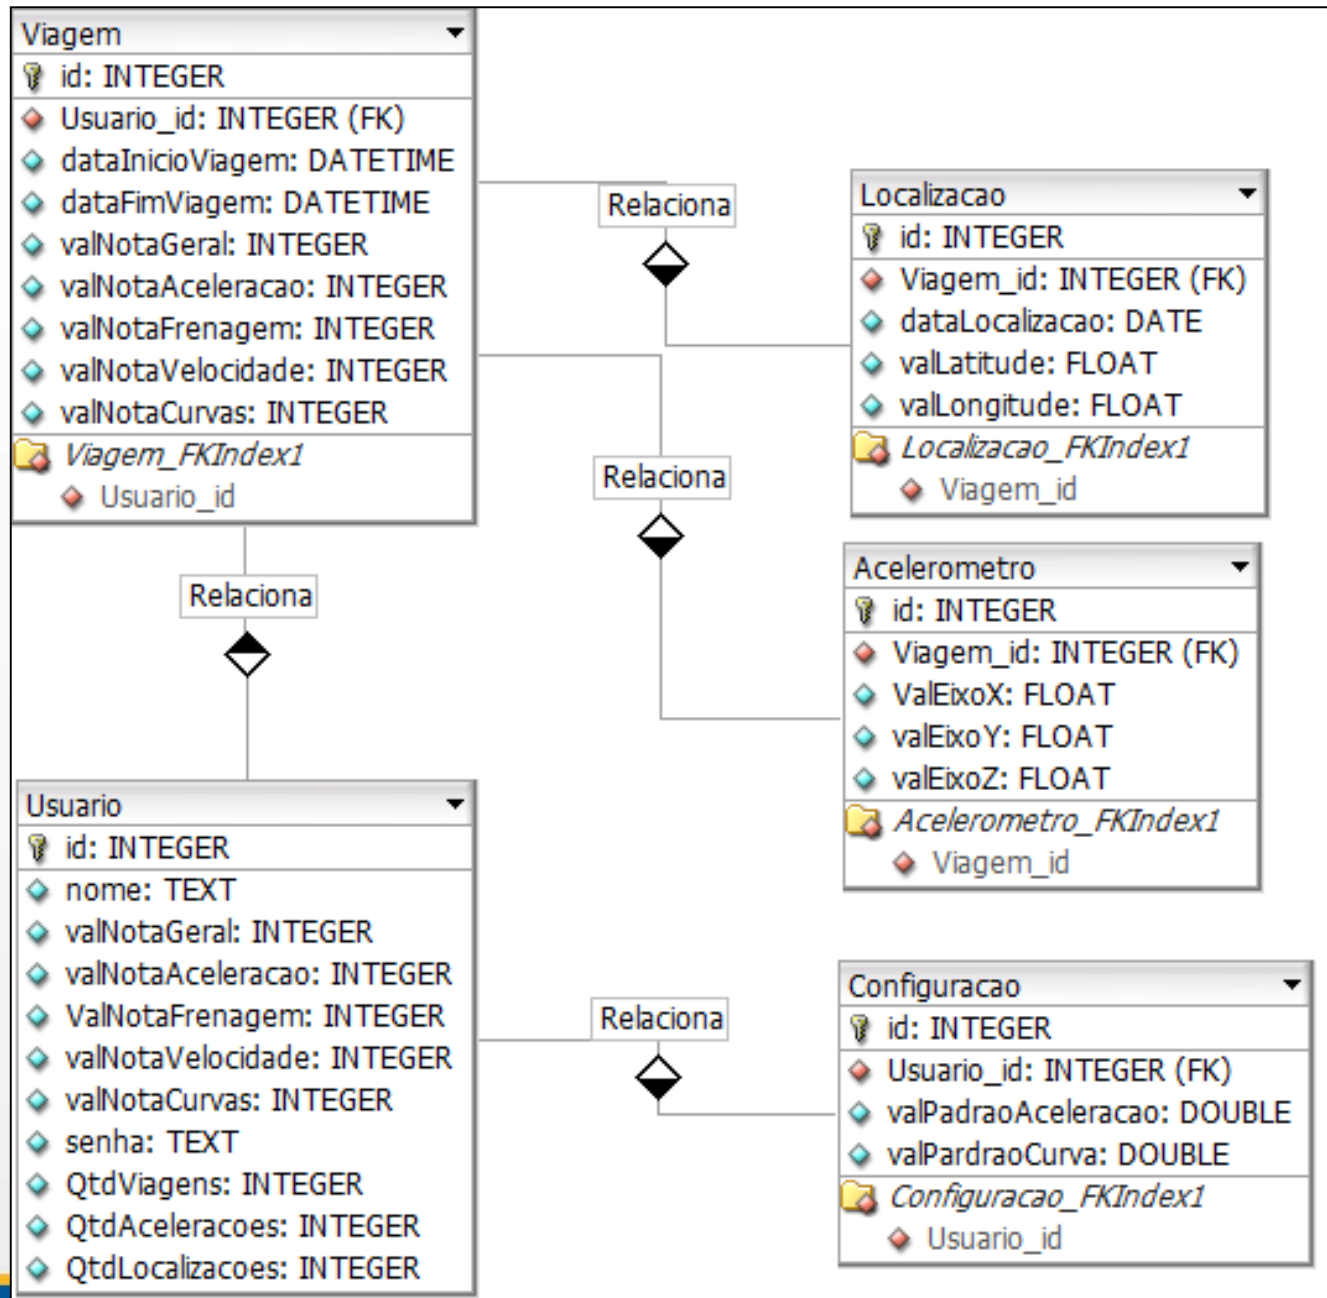 Viagem
id: INTEGER
Usuario_id: INTEGER (FK)
dataInicioViagem: DATETIME
dataFimViagem: DATETIME
valNotaGeral: INTEGER
valNotaAceleracao: INTEGER
valNotaFrenagem: INTEGER
valNotaVelocidade: INTEGER
valNotaCurvas: INTEGER
Viagem_FKIndex1
Usuario_id
Relaciona
Localizacao
id: INTEGER
Viagem_id: INTEGER (FK)
dataLocalizacao: DATE
valLatitude: FLOAT
valLongitude: FLOAT
Localizacao_FKIndex1
Viagem_id
Relaciona
Acelerometro
id: INTEGER
Viagem_id: INTEGER (FK)
ValEixoX: FLOAT
valEixoY: FLOAT
valEixoZ: FLOAT
Acelerometro_FKIndex1
Viagem_id
Relaciona
Usuario
id: INTEGER
nome: TEXT
valNotaGeral: INTEGER
valNotaAceleracao: INTEGER
ValNotaFrenagem: INTEGER
valNotaVelocidade: INTEGER
valNotaCurvas: INTEGER
senha: TEXT
QtdViagens: INTEGER
QtdAceleracoes: INTEGER
QtdLocalizacoes: INTEGER
Relaciona
Configuracao
id: INTEGER
Usuario_id: INTEGER (FK)
valPadraoAceleracao: DOUBLE
valPardraoCurva: DOUBLE
Configuracao_FKIndex1
Usuario_id